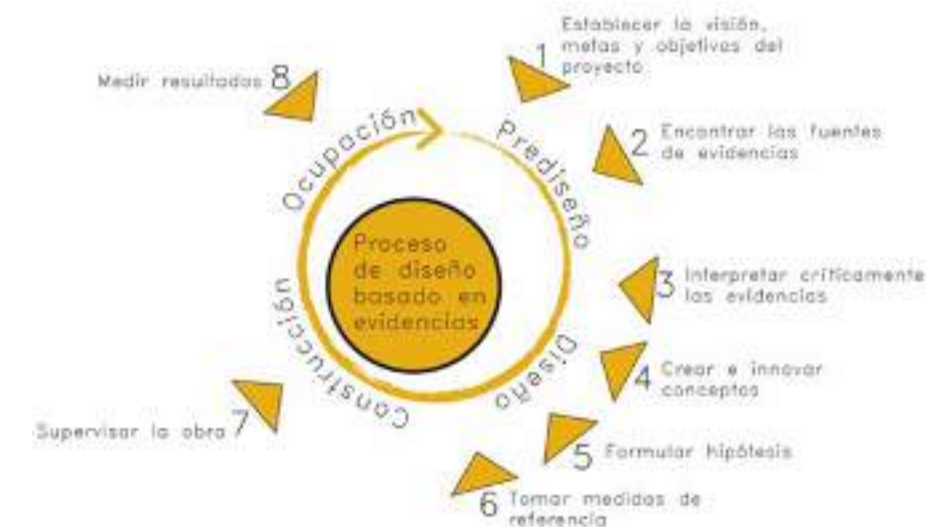 Proceso
de diseño
basado en
evidencias
Prediseño
Diseño
Construcción
Ocupación
1 Establecer la visión,
metas y objetivos del
proyecto
2 Encontrar las fuentes
de evidencias
3 Interpretar críticamente
las evidencias
4 Crear e innovar
conceptos
5 Formular hipótesis
6 Tomar medidas de
referencia
Supervisar la obra 7
Medir resultados 8